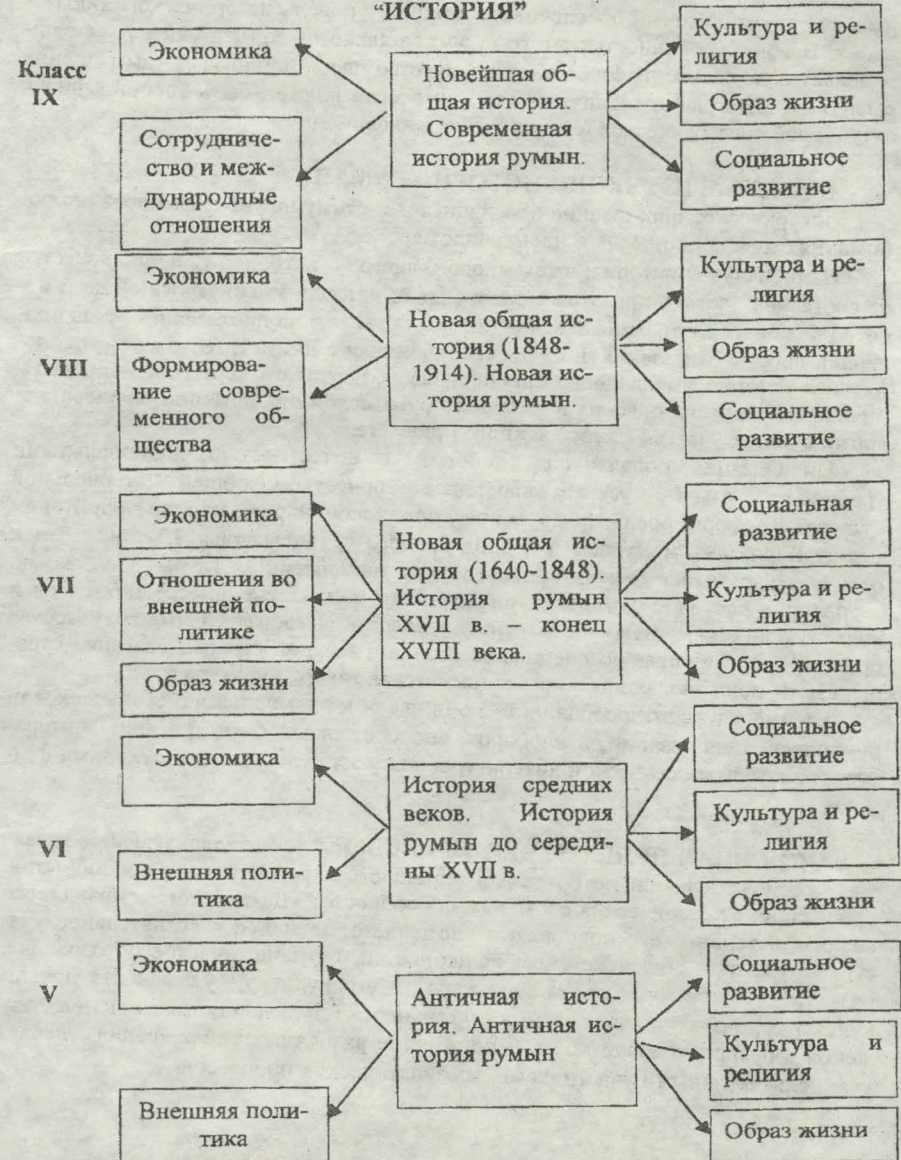 “ИСТОРИЯ”
Класс
IX
Экономика
Сотрудниче-
ство и меж-
дународные
отношения
Новейшая об-
щая история.
Современная
история румын.
Культура и ре-
лигия
Образ жизни
Социальное
развитие
VIII
Экономика
Формирова-
ние совре-
менного об-
щества
Новая общая ис-
тория (1848-
1914). Новая ис-
тория румын.
Культура и ре-
лигия
Образ жизни
Социальное
развитие
VII
Экономика
Отношения во
внешней по-
литике
Образ жизни
Новая общая ис-
тория (1640-1848).
История румын
XVII в. – конец
XVIII века.
Социальная
развитие
Культура и ре-
лигия
Образ жизни
VI
Экономика
Внешняя поли-
тика
История средних
веков. История
румын до середи-
ны XVII в.
Социальное
развитие
Культура и ре-
лигия
Образ жизни
V
Экономика
Внешняя поли-
тика
Античная исто-
рия. Античная ис-
тория румын
Социальное
развитие
Культура и
религия
Образ жизни